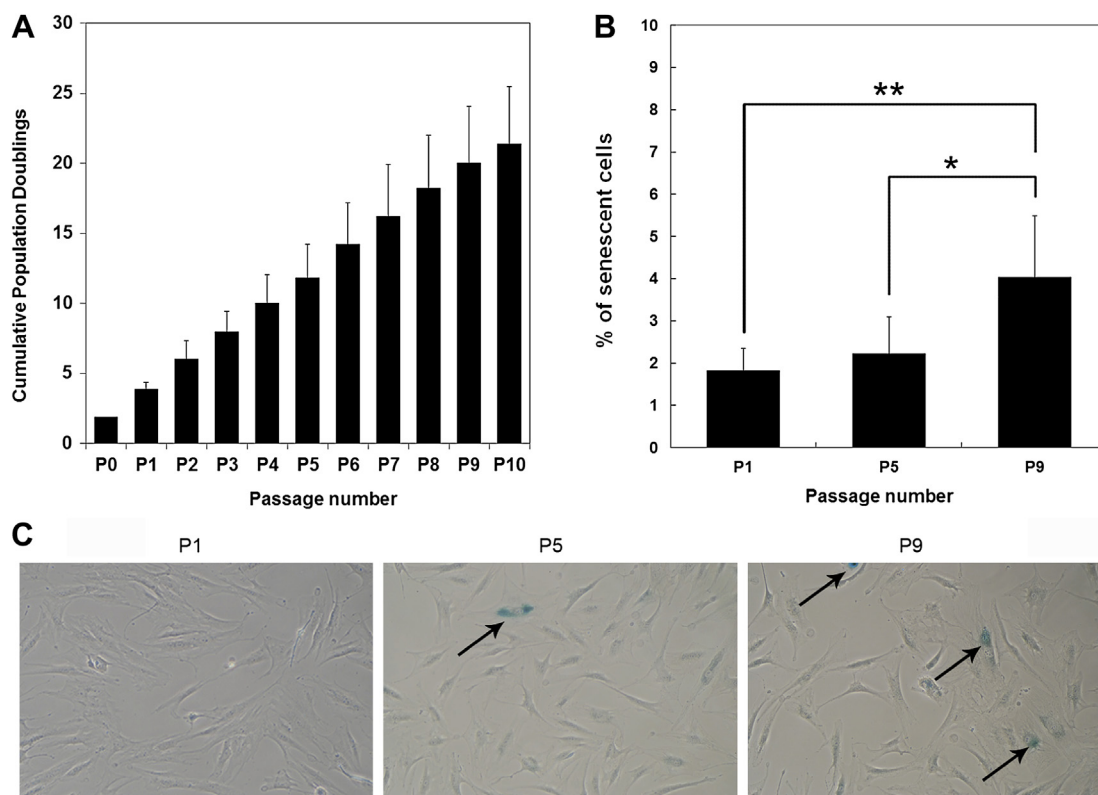 A
Cumulative Population Doublings
30
25
20
15
10
5
0
P0 P1 P2 P3 P4 P5 P6 P7 P8 P9 P10
Passage number
B
% of senescent cells
10
9
8
7
6
5
4
3
2
1
0
**
*
P1 P5 P9
Passage number
C
P1 P5 P9